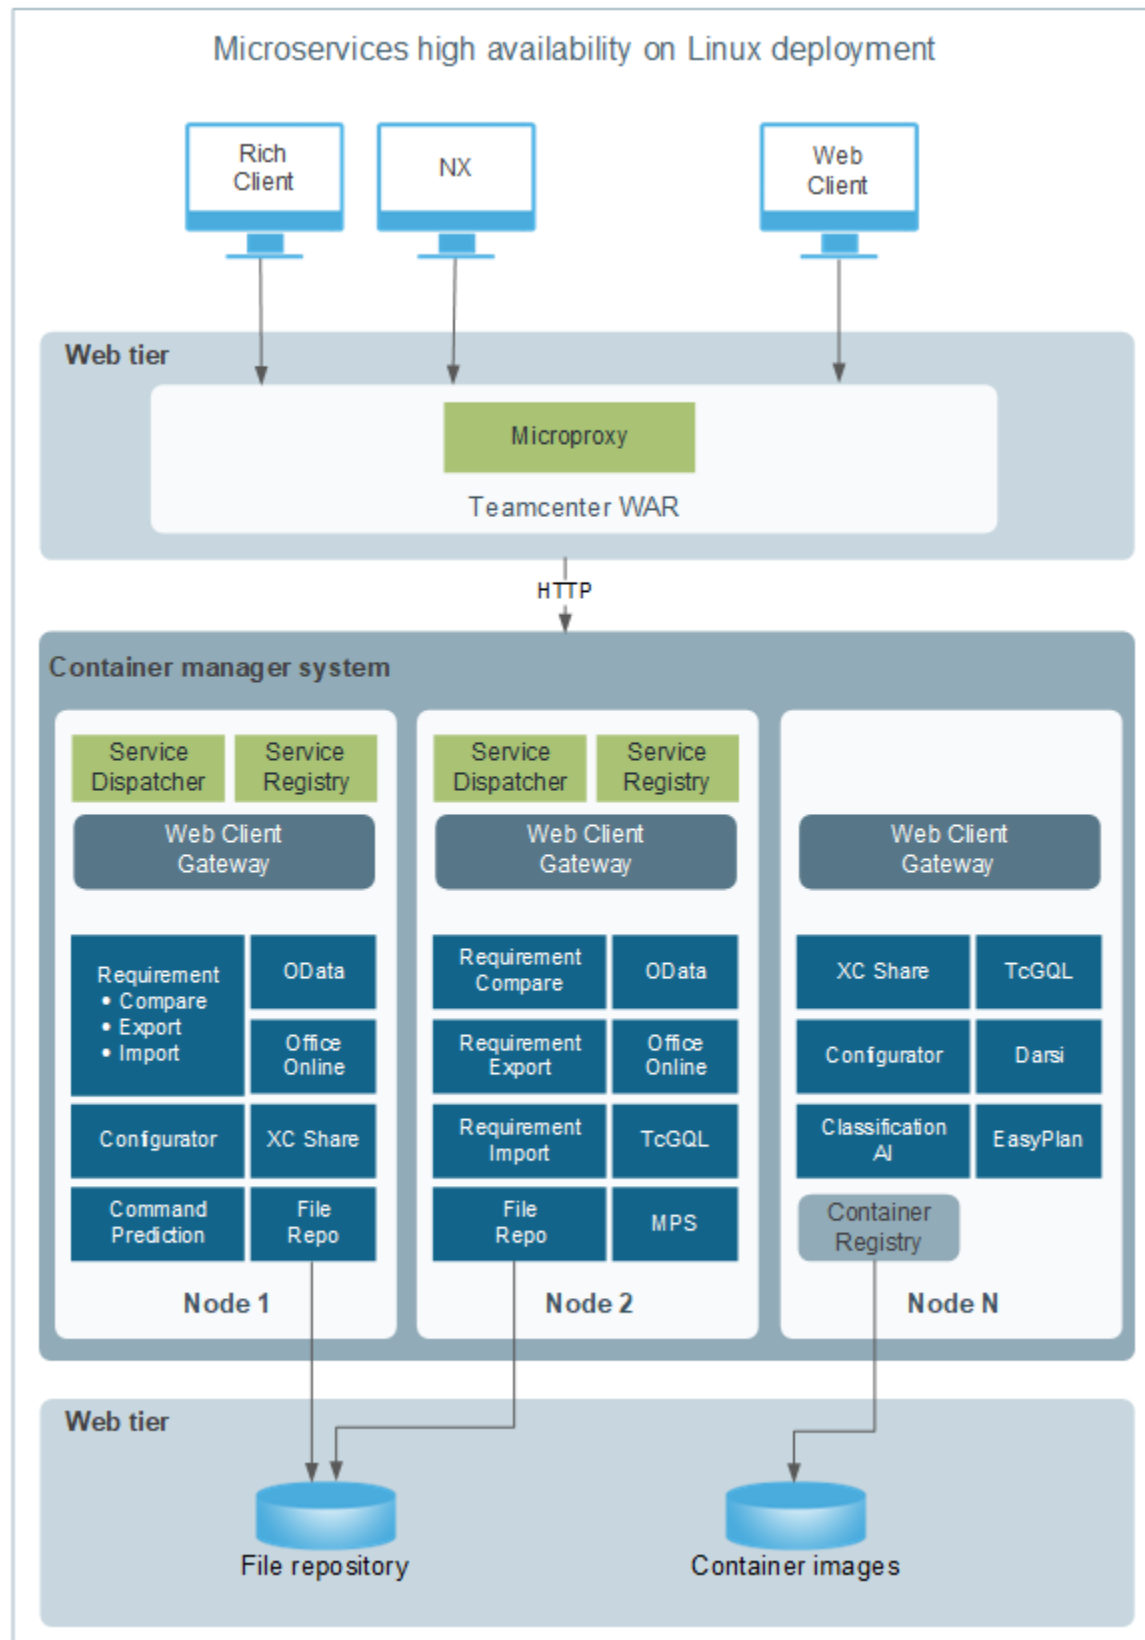 Microservices high availability on Linux deployment
Rich
Client
NX
Web
Client
Web tier
Microproxy
Teamcenter WAR
HTTP
Container manager system
Service
Dispatcher
Service
Registry
Web Client
Gateway
Requirement
• Compare
• Export
• Import
OData
Office
Online
Configurator
XC Share
Command
Prediction
File
Repo
Node 1
Service
Dispatcher
Service
Registry
Web Client
Gateway
Requirement
Compare
OData
Requirement
Export
Office
Online
Requirement
Import
TcGQL
File
Repo
MPS
Node 2
Web Client
Gateway
XC Share
TcGQL
Configurator
Darsi
Classification
AI
EasyPlan
Container
Registry
Node N
Web tier
File repository
Container images